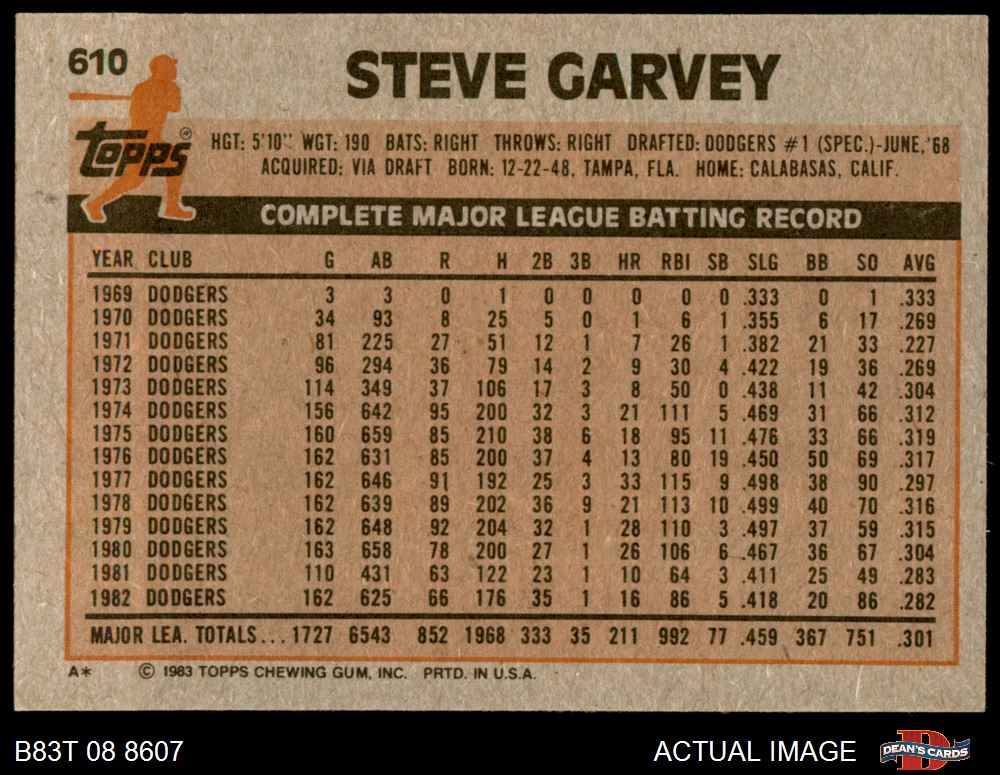 610
STEVE GARVEY
Topps®
HGT: 5'10" WGT: 190 BATS: RIGHT THROWS: RIGHT DRAFTED: DODGERS #1 (SPEC.)-JUNE,'68
ACQUIRED: VIA DRAFT BORN: 12-22-48, TAMPA, FLA. HOME: CALABASAS, CALIF.
COMPLETE MAJOR LEAGUE BATTING RECORD
YEAR CLUB G AB R H 2B 3B HR RBI SB SLG BB SO AVG
1969 DODGERS 3 3 0 1 0 0 0 0 0 .333 0 1 .333
1970 DODGERS 34 93 8 25 5 0 1 6 1 .355 6 17 .269
1971 DODGERS 81 225 27 51 12 1 7 26 1 .382 21 33 .227
1972 DODGERS 96 294 36 79 14 2 9 30 4 .422 19 36 .269
1973 DODGERS 114 349 37 106 17 3 8 50 0 .438 11 42 .304
1974 DODGERS 156 642 95 200 32 3 21 111 5 .469 31 66 .312
1975 DODGERS 160 659 85 210 38 6 18 95 11 .476 33 66 .319
1976 DODGERS 162 631 85 200 37 4 13 80 19 .450 50 69 .317
1977 DODGERS 162 646 91 192 25 3 33 115 9 .498 38 90 .297
1978 DODGERS 162 639 89 202 36 9 21 113 10 .499 40 70 .316
1979 DODGERS 162 648 92 204 32 1 28 110 3 .497 37 59 .315
1980 DODGERS 163 658 78 200 27 1 26 106 6 .467 36 67 .304
1981 DODGERS 110 431 63 122 23 1 10 64 3 .411 25 49 .283
1982 DODGERS 162 625 66 176 35 1 16 86 5 .418 20 86 .282
MAJOR LEA. TOTALS... 1727 6543 852 1968 333 35 211 992 77 .459 367 751 .301
A* © 1983 TOPPS CHEWING GUM, INC. PRTD. IN U.S.A.
B83T 08 8607 ACTUAL IMAGE DEAN'S CARDS